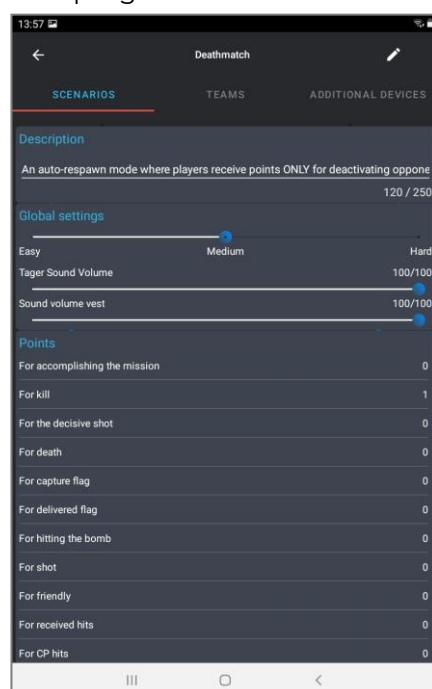 13:57
Deathmatch
SCENARIOS TEAMS ADDITIONAL DEVICES
Description
An auto-respawn mode where players receive points ONLY for deactivating oppone
120 / 250
Global settings
Easy Medium Hard
Tager Sound Volume 100/100
Sound volume vest 100/100
Points
For accomplishing the mission 0
For kill 1
For the decisive shot 0
For death 0
For capture flag 0
For delivered flag 0
For hitting the bomb 0
For shot 0
For friendly 0
For received hits 0
For CP hits 0